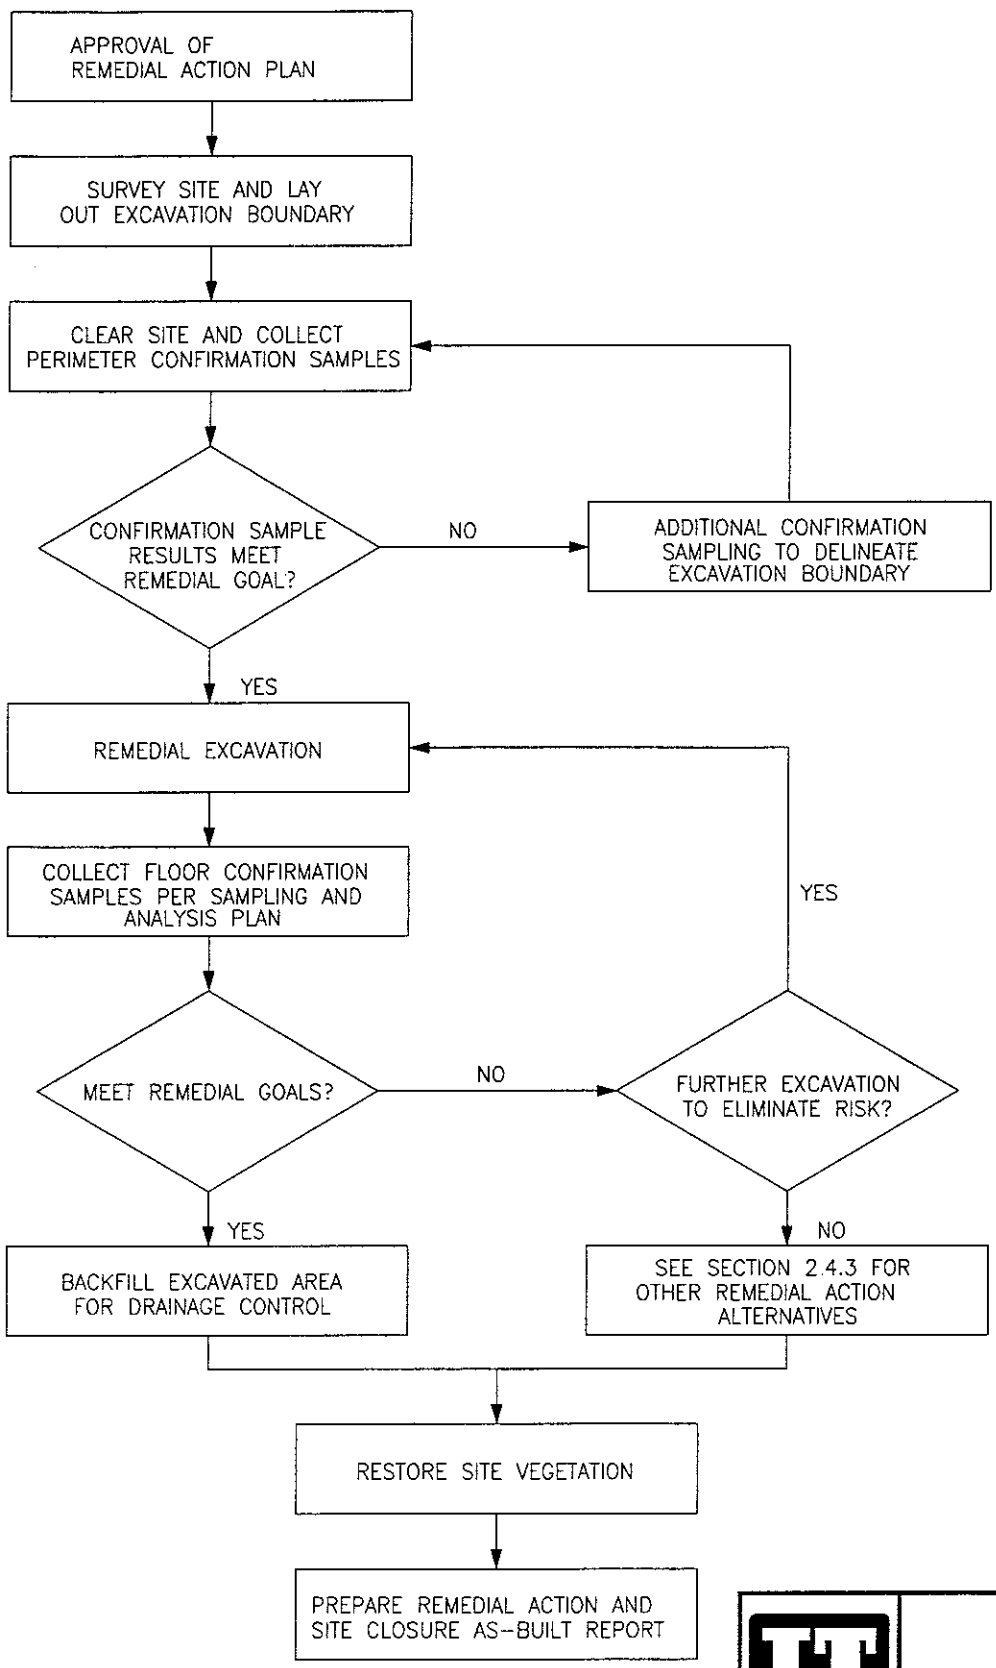 APPROVAL OF
REMEDIAL ACTION PLAN
SURVEY SITE AND LAY
OUT EXCAVATION BOUNDARY
CLEAR SITE AND COLLECT
PERIMETER CONFIRMATION SAMPLES
CONFIRMATION SAMPLE
RESULTS MEET
REMEDIAL GOAL?
NO
ADDITIONAL CONFIRMATION
SAMPLING TO DELINEATE
EXCAVATION BOUNDARY
YES
REMEDIAL EXCAVATION
COLLECT FLOOR CONFIRMATION
SAMPLES PER SAMPLING AND
ANALYSIS PLAN
YES
MEET REMEDIAL GOALS?
NO
FURTHER EXCAVATION
TO ELIMINATE RISK?
YES
NO
BACKFILL EXCAVATED AREA
FOR DRAINAGE CONTROL
SEE SECTION 2.4.3 FOR
OTHER REMEDIAL ACTION
ALTERNATIVES
RESTORE SITE VEGETATION
PREPARE REMEDIAL ACTION AND
SITE CLOSURE AS-BUILT REPORT